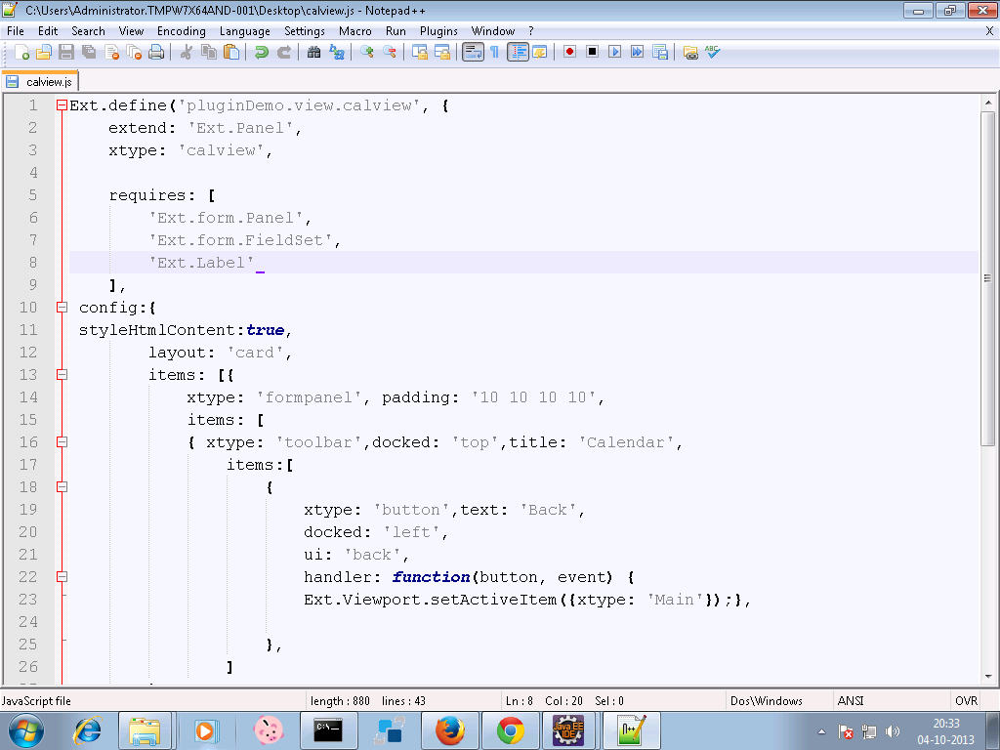 C:\Users\Administrator.TMPW7X64AND-001\Desktop\calview.js - Notepad++
File Edit Search View Encoding Language Settings Macro Run Plugins Window ? X
calview.js
1 Ext.define('pluginDemo.view.calview', {
2 extend: 'Ext.Panel',
3 xtype: 'calview',
4
5 requires: [
6 'Ext.form.Panel',
7 'Ext.form.FieldSet',
8 'Ext.Label'
9 ],
10 config:{
11 styleHtmlContent:true,
12 layout: 'card',
13 items: [{
14 xtype: 'formpanel', padding: '10 10 10 10',
15 items: [
16 { xtype: 'toolbar',docked: 'top',title: 'Calendar',
17 items:[
18 {
19 xtype: 'button',text: 'Back',
20 docked: 'left',
21 ui: 'back',
22 handler: function(button, event) {
23 Ext.Viewport.setActiveItem({xtype: 'Main'});},
24
25 },
26 ]
JavaScript file length : 880 lines : 43 Ln : 8 Col : 20 Sel : 0 Dos\Windows ANSI OVR
20:33
04-10-2013